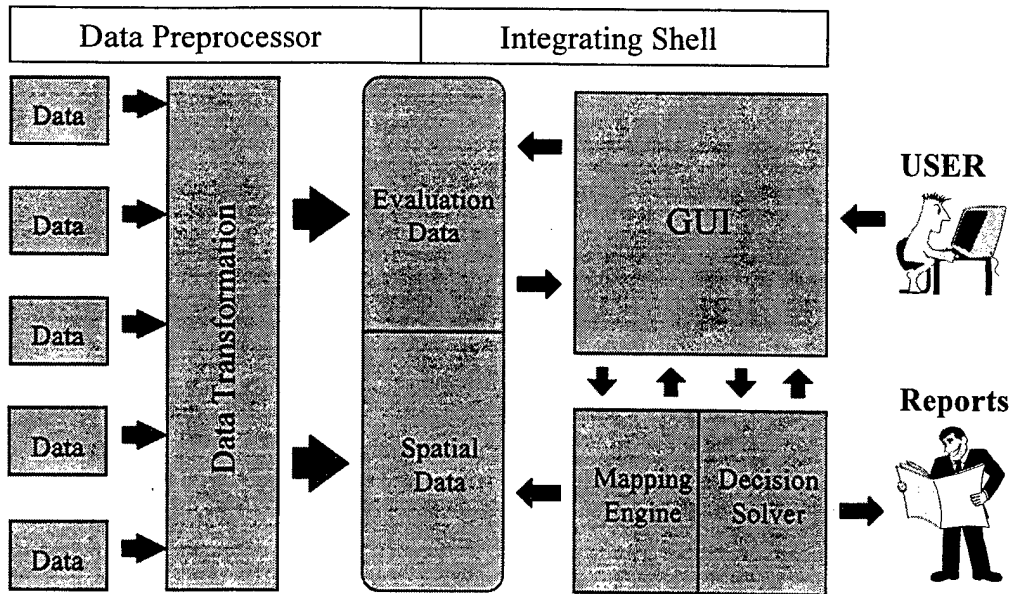 Data Preprocessor
Integrating Shell
Data
Data
Data
Data
Data
Data Transformation
Evaluation
Data
Spatial
Data
GUI
Mapping
Engine
Decision
Solver
USER
Reports